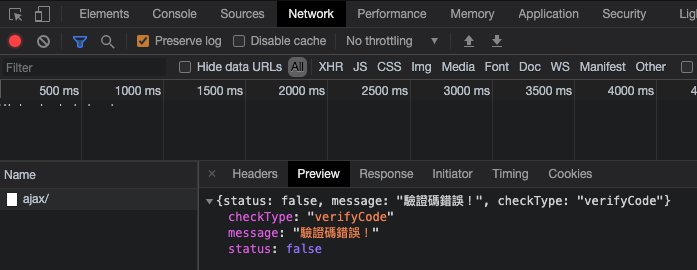 Elements Console Sources Network Performance Memory Application Security
Preserve log Disable cache No throttling
Filter Hide data URLs All XHR JS CSS Img Media Font Doc WS Manifest Other
500 ms 1000 ms 1500 ms 2000 ms 2500 ms 3000 ms 3500 ms 4000 ms
Name × Headers Preview Response Initiator Timing Cookies
ajax/ ▼{status: false, message: "驗證碼錯誤！", checkType: "verifyCode"}
checkType: "verifyCode"
message: "驗證碼錯誤！"
status: false